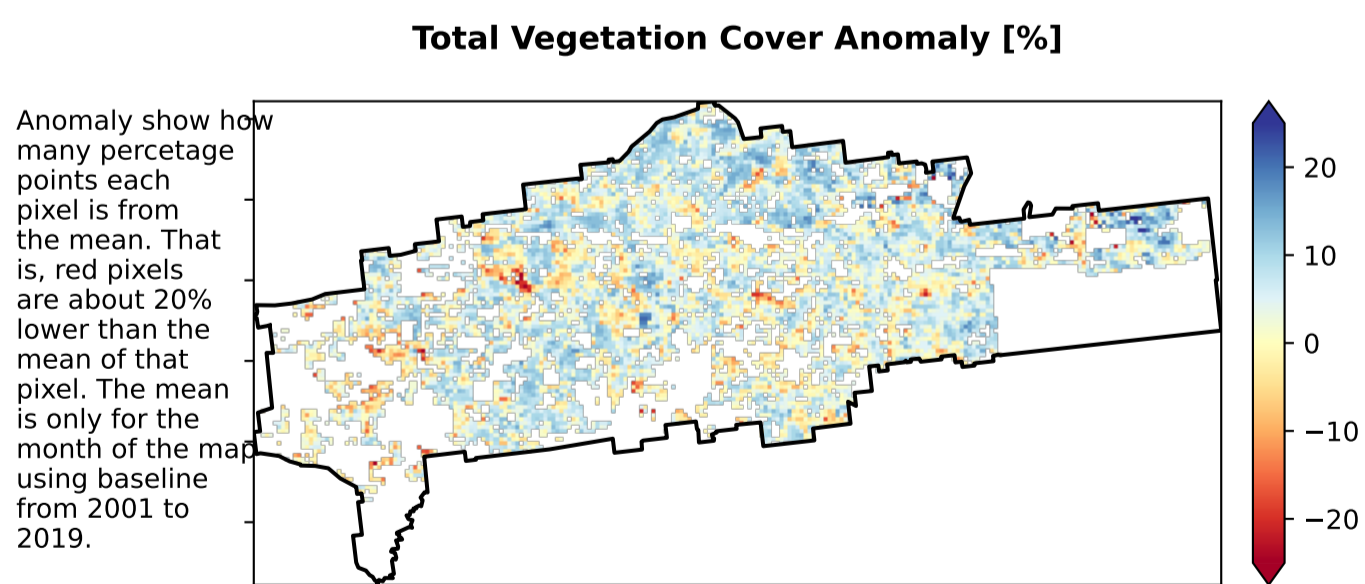 Total Vegetation Cover Anomaly [%]
Anomaly show how
many percetage
points each
pixel is from
the mean. That
is, red pixels
are about 20%
lower than the
mean of that
pixel. The mean
is only for the
month of the map
using baseline
from 2001 to
2019.
20
10
0
−10
−20